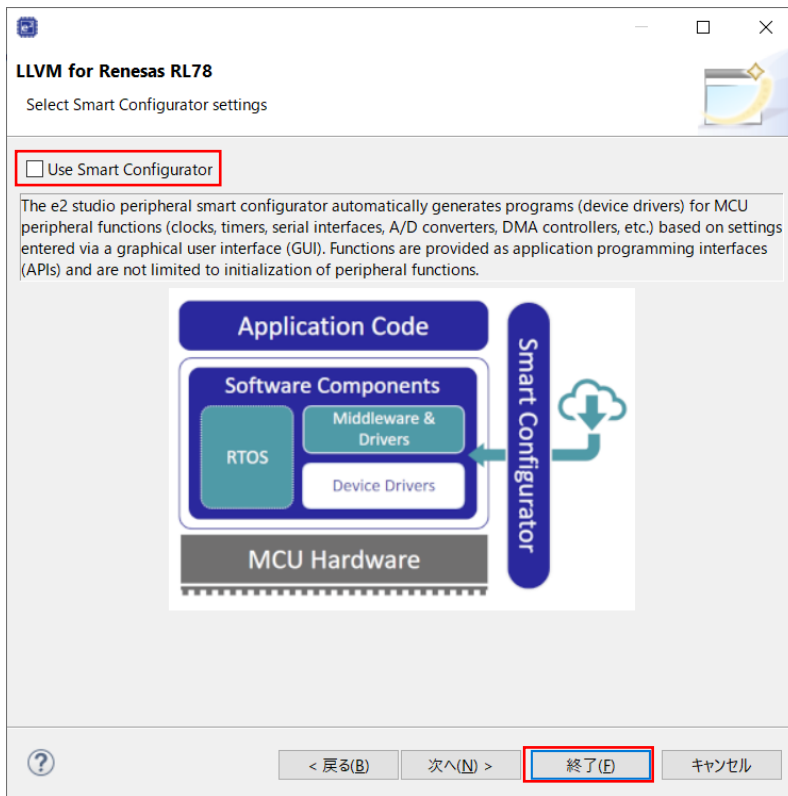 LLVM for Renesas RL78
Select Smart Configurator settings
Use Smart Configurator
The e2 studio peripheral smart configurator automatically generates programs (device drivers) for MCU
peripheral functions (clocks, timers, serial interfaces, A/D converters, DMA controllers, etc.) based on settings
entered via a graphical user interface (GUI). Functions are provided as application programming interfaces
(APIs) and are not limited to initialization of peripheral functions.
Application Code
Software Components
RTOS
Middleware &
Drivers
Device Drivers
MCU Hardware
Smart Configurator
< 戻る(B)
次へ(N) >
終了(F)
キャンセル